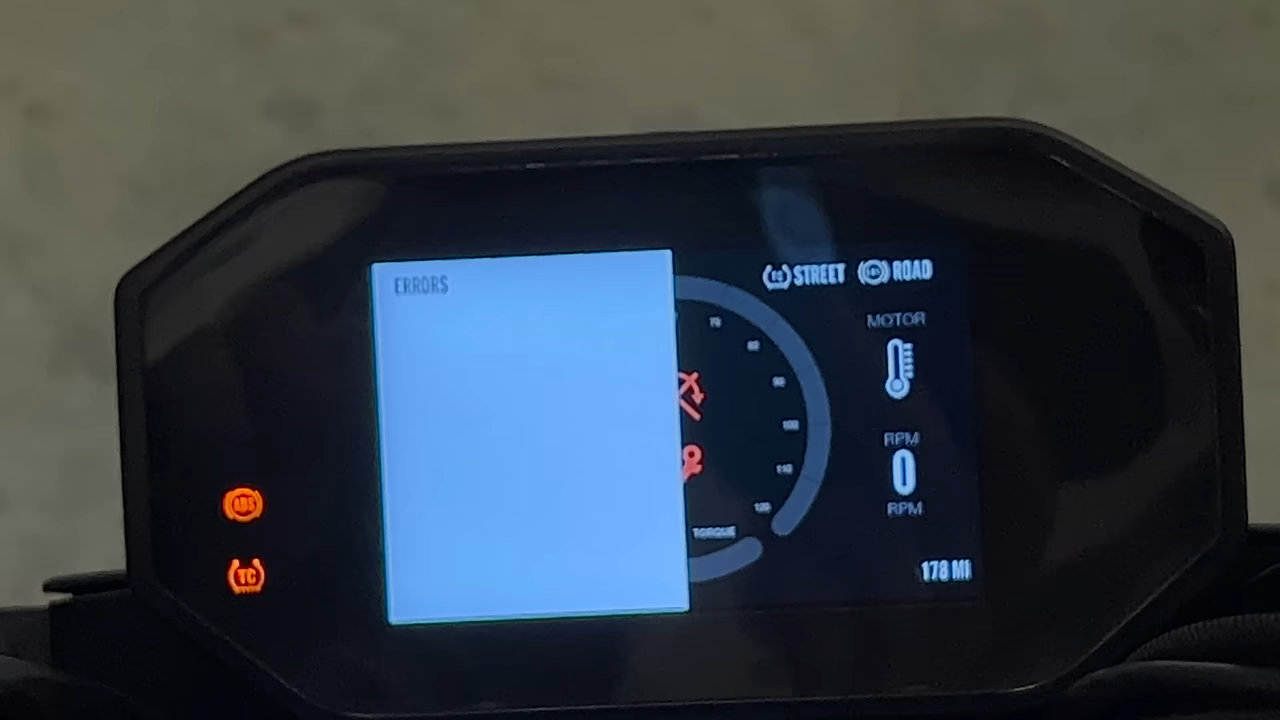 ERRORS
TC STREET ABS ROAD
MOTOR
70
80
90
100
110
120
RPM
0
RPM
TORQUE
178 MI
ABS
TC